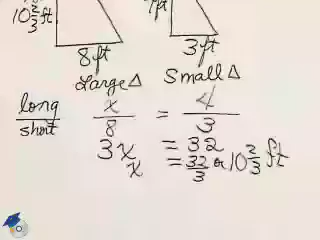 10 2/3 ft
4ft
8ft
3ft
Large△ Small△
long/short x/8 = 4/3
3x = 32
x = 32/3 or 10 2/3 ft